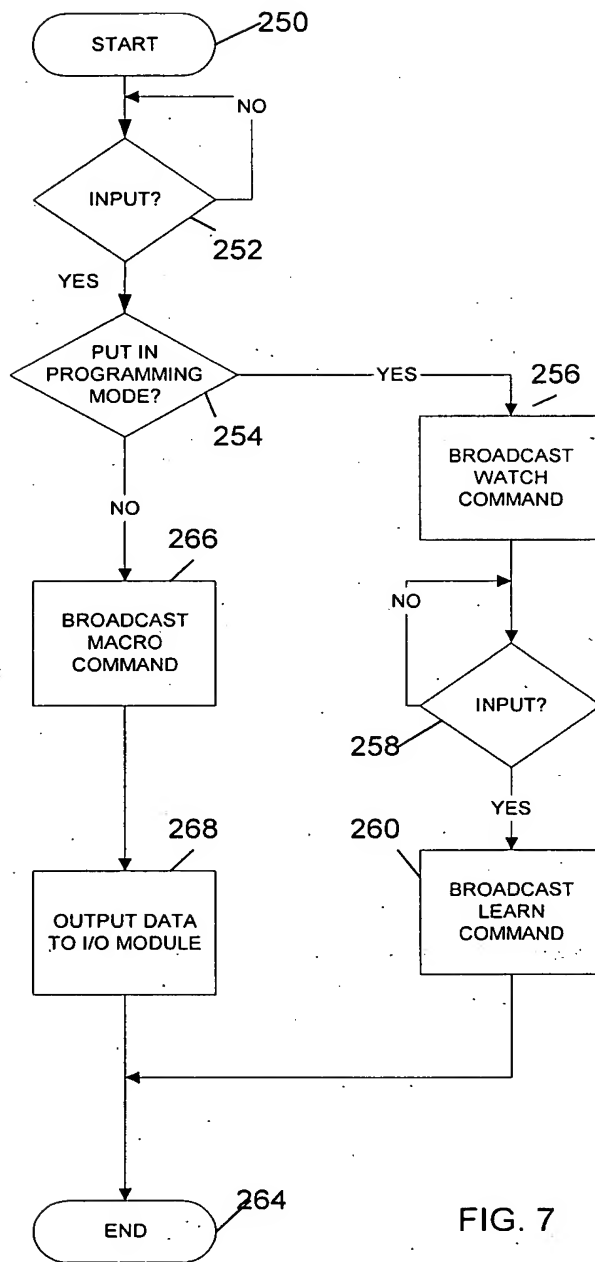 START
250
NO
INPUT?
252
YES
PUT IN
PROGRAMMING
MODE?
254
YES
256
BROADCAST
WATCH
COMMAND
NO
266
BROADCAST
MACRO
COMMAND
NO
INPUT?
258
YES
268
OUTPUT DATA
TO I/O MODULE
260
BROADCAST
LEARN
COMMAND
264
END
FIG. 7